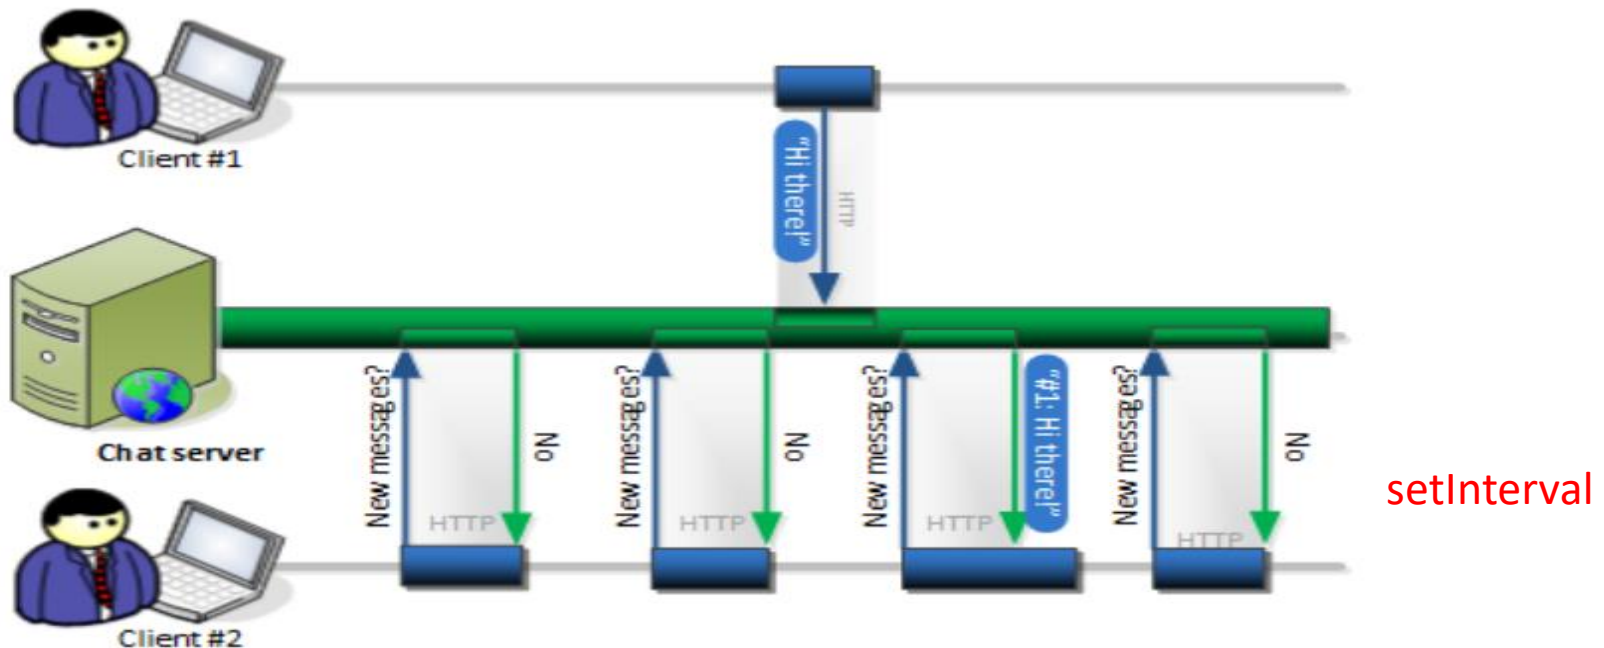 Client #1
"Hi there!"
HTTP
Chat server
New messages?
HTTP
No
New messages?
HTTP
No
New messages?
HTTP
"#1: Hi there!"
New messages?
HTTP
No
setInterval
Client #2